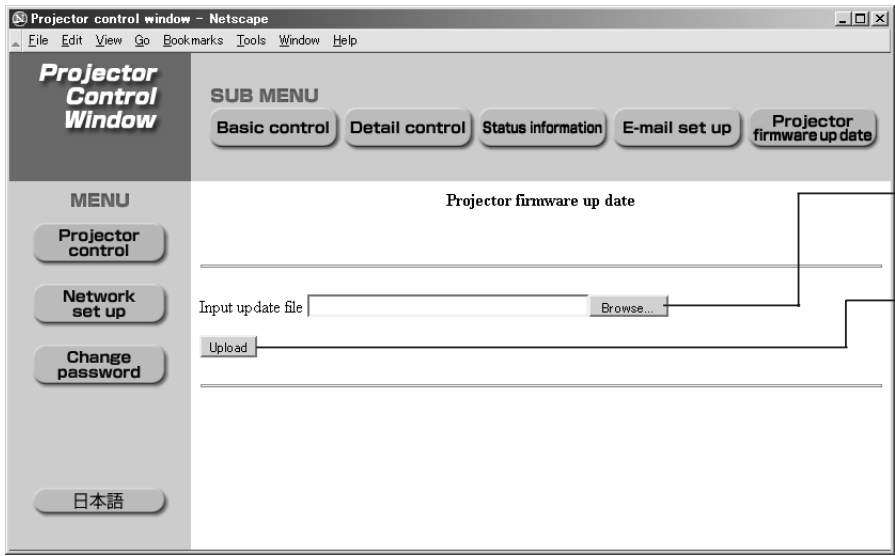 Projector control window - Netscape
File Edit View Go Bookmarks Tools Window Help
Projector
Control
Window
SUB MENU
Basic control
Detail control
Status information
E-mail set up
Projector
firmware up date
MENU
Projector
control
Network
set up
Change
password
日本語
Projector firmware up date
Input update file
Browse...
Upload